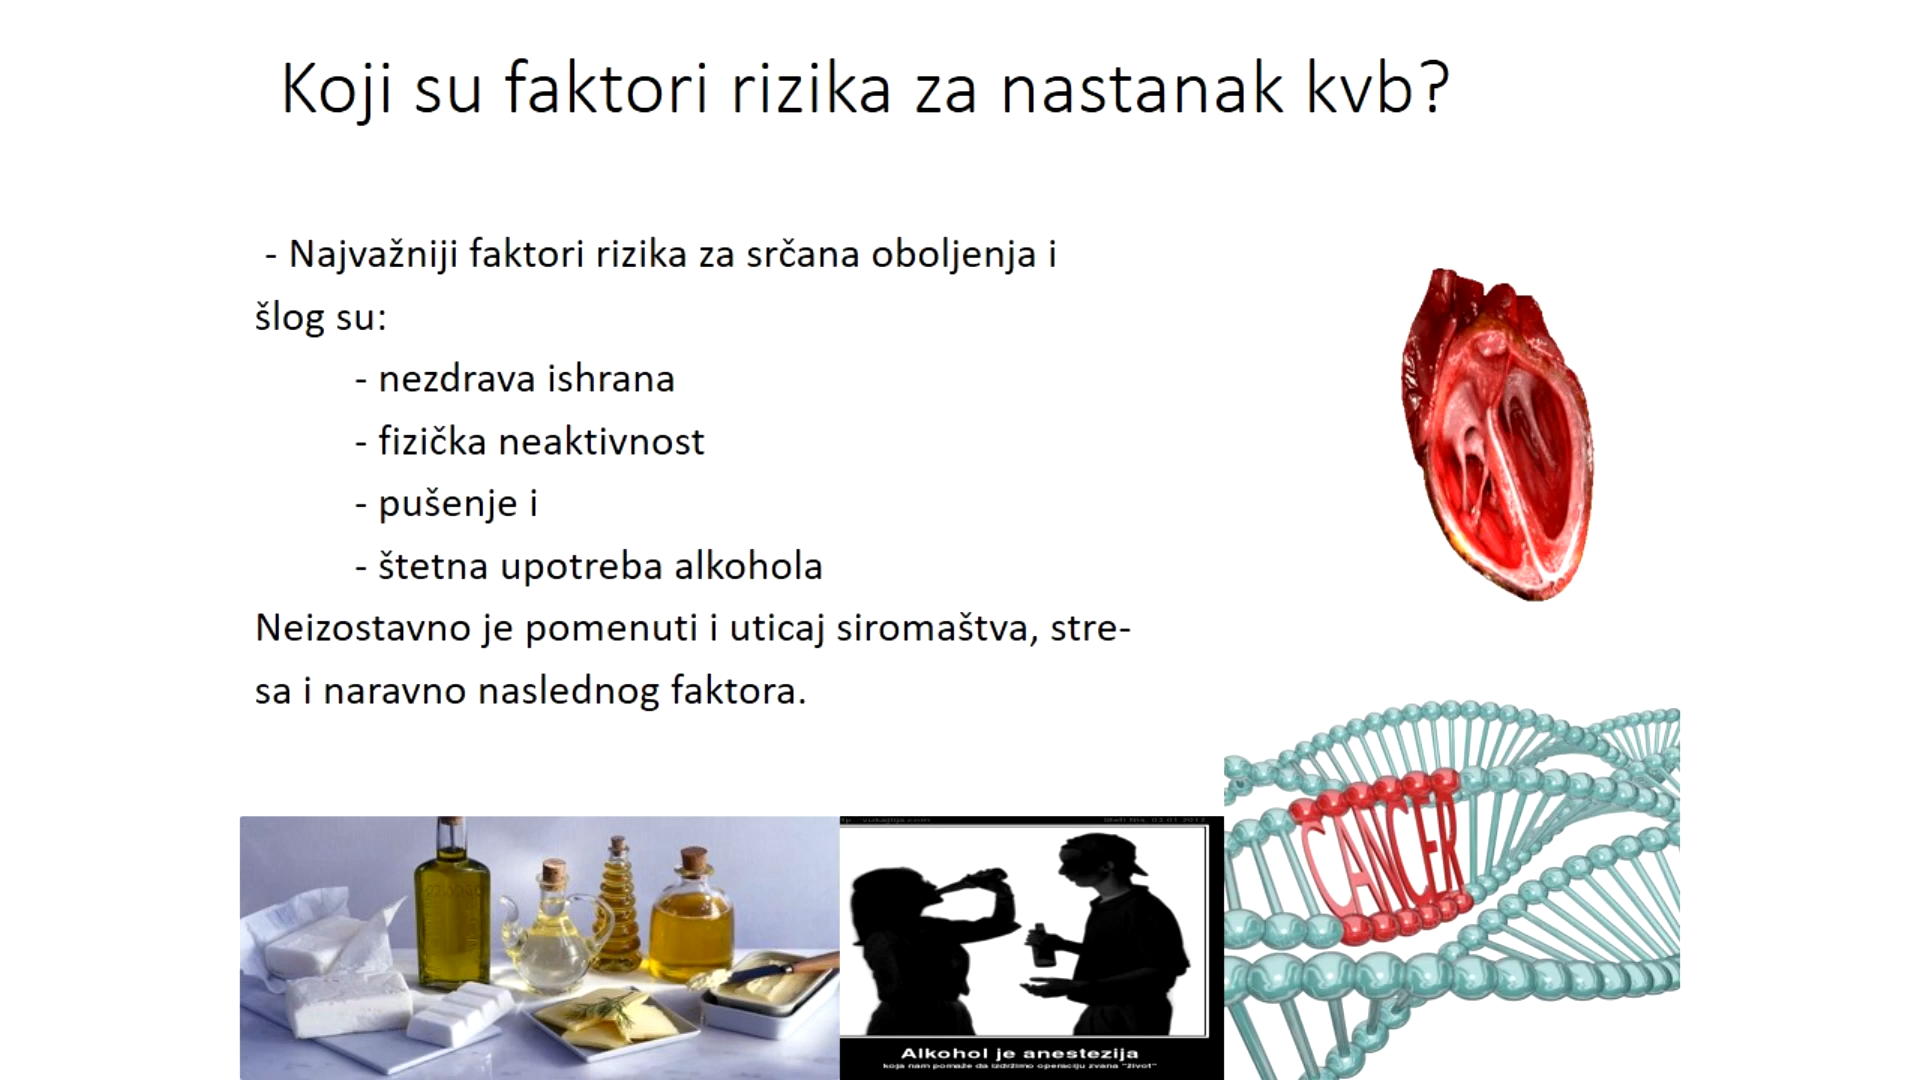 Koji su faktori rizika za nastanak kvb?
- Najvažniji faktori rizika za srčana oboljenja i
šlog su:
- nezdrava ishrana
- fizička neaktivnost
- pušenje i
- štetna upotreba alkohola
Neizostavno je pomenuti i uticaj siromaštva, stre-
sa i naravno naslednog faktora.
CANCER
Alkohol je anestezija
koja nam pomaže da izdržimo operaciju zvana "život"